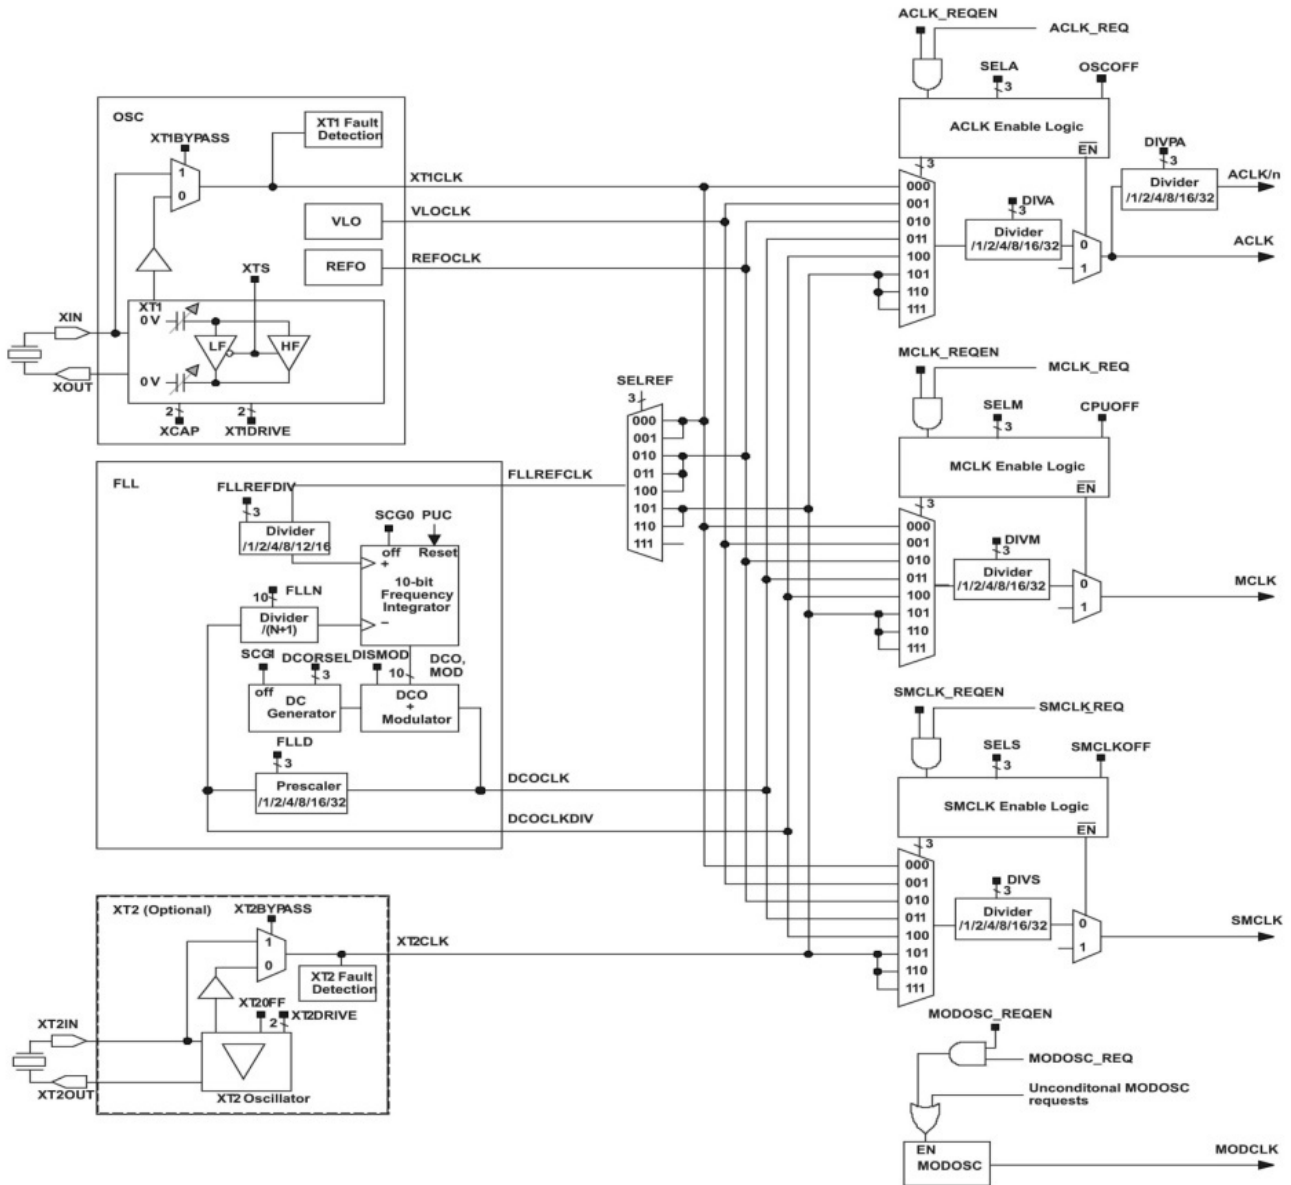 ACLK_REQEN
ACLK_REQ
SELA
3
OSCOFF
ACLK Enable Logic
EN
3
DIVPA
3
Divider
/1/2/4/8/16/32
ACLK/n
000
001
010
011
100
101
110
111
DIVA
3
Divider
/1/2/4/8/16/32
0
1
ACLK
OSC
XT1BYPASS
1
0
XT1 Fault
Detection
XT1CLK
VLO
VLOCLK
REFO
REFOCLK
XTS
XT1
0 V
LF
HF
0 V
XIN
XOUT
2
XCAP
2
XT1DRIVE
SELREF
3
000
001
010
011
100
101
110
111
MCLK_REQEN
MCLK_REQ
SELM
3
CPUOFF
MCLK Enable Logic
EN
3
000
001
010
011
100
101
110
111
DIVM
3
Divider
/1/2/4/8/16/32
0
1
MCLK
FLL
FLLREFCLK
FLLREFDIV
3
Divider
/1/2/4/8/12/16
SCG0 PUC
off Reset
+
10-bit
Frequency
Integrator
–
FLLN
10
Divider
/(N+1)
SCG1
off
DCORSEL
3
DC
Generator
DISMOD
10
DCO,
MOD
DCO
+
Modulator
FLLD
3
Prescaler
/1/2/4/8/16/32
DCOCLK
DCOCLKDIV
SMCLK_REQEN
SMCLK_REQ
SELS
3
SMCLKOFF
SMCLK Enable Logic
EN
3
000
001
010
011
100
101
110
111
DIVS
3
Divider
/1/2/4/8/16/32
0
1
SMCLK
XT2 (Optional)
XT2BYPASS
1
0
XT2CLK
XT2 Fault
Detection
XT2OFF
2
XT2DRIVE
XT2IN
XT2OUT
XT2 Oscillator
MODOSC_REQEN
MODOSC_REQ
Unconditonal MODOSC
requests
EN
MODOSC
MODCLK